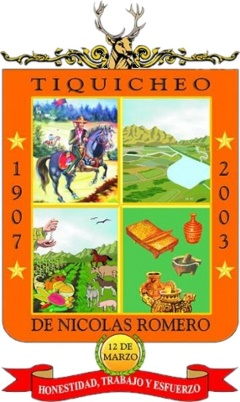 TIQUICHEO
1907
2003
DE NICOLAS ROMERO
12 DE
MARZO
HONESTIDAD, TRABAJO Y ESFUERZO